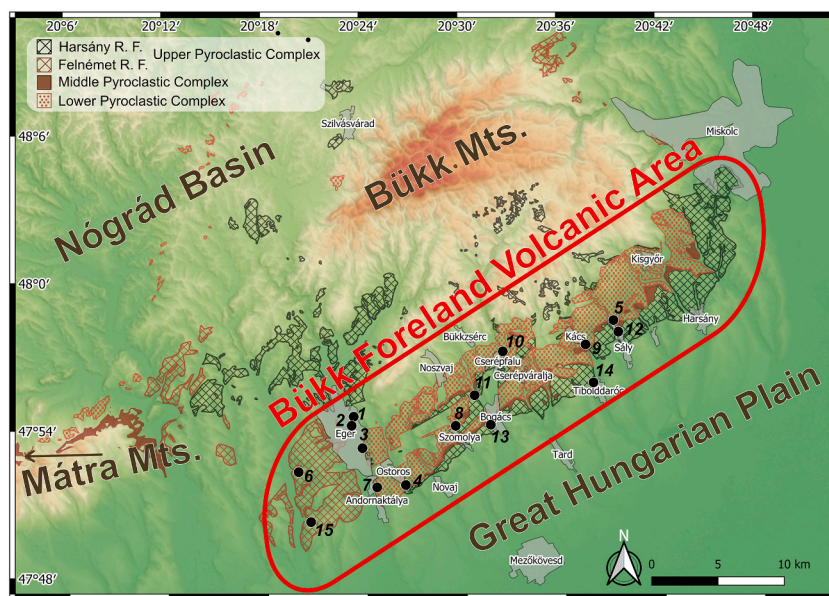 20°6′ 20°12′ 20°18′ 20°24′ 20°30′ 20°36′ 20°42′ 20°48′
Harsány R. F.
Upper Pyroclastic Complex
Felnémet R. F.
Middle Pyroclastic Complex
Lower Pyroclastic Complex
Szilvásvárad
Miskolc
48°6′
Bükk Mts.
Nógrád Basin
Bükk Foreland Volcanic Area
Kisgyőr
48°0′
5
Harsány
12
Bükkzsérc
10
Kács
9
Sály
Cserépfalu
Noszvaj
Cserépváralja
14
Tibolddaróc
11
1
2
Eger
8
Bogács
13
Szomolya
47°54′
3
Mátra Mts.
Great Hungarian Plain
Tard
6
Ostoros
7
4
Novaj
Andornaktálya
15
Mezőkövesd
N
0 5 10 km
47°48′